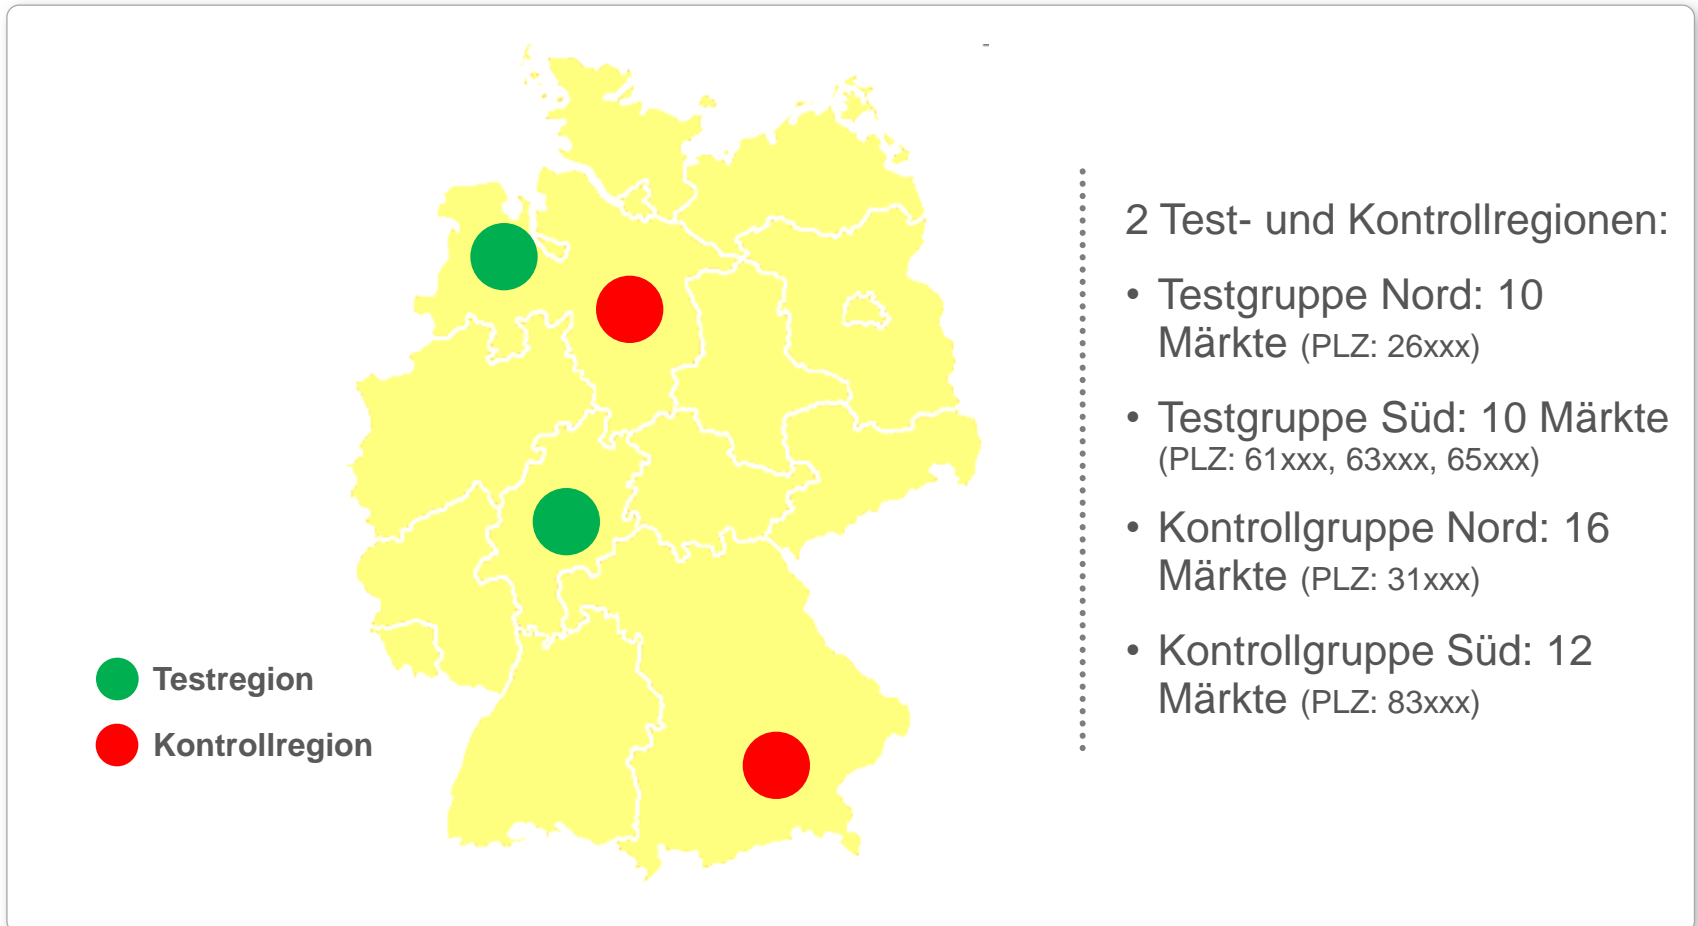 2 Test- und Kontrollregionen:
• Testgruppe Nord: 10
Märkte (PLZ: 26xxx)
• Testgruppe Süd: 10 Märkte
(PLZ: 61xxx, 63xxx, 65xxx)
• Kontrollgruppe Nord: 16
Märkte (PLZ: 31xxx)
• Kontrollgruppe Süd: 12
Märkte (PLZ: 83xxx)
Testregion
Kontrollregion